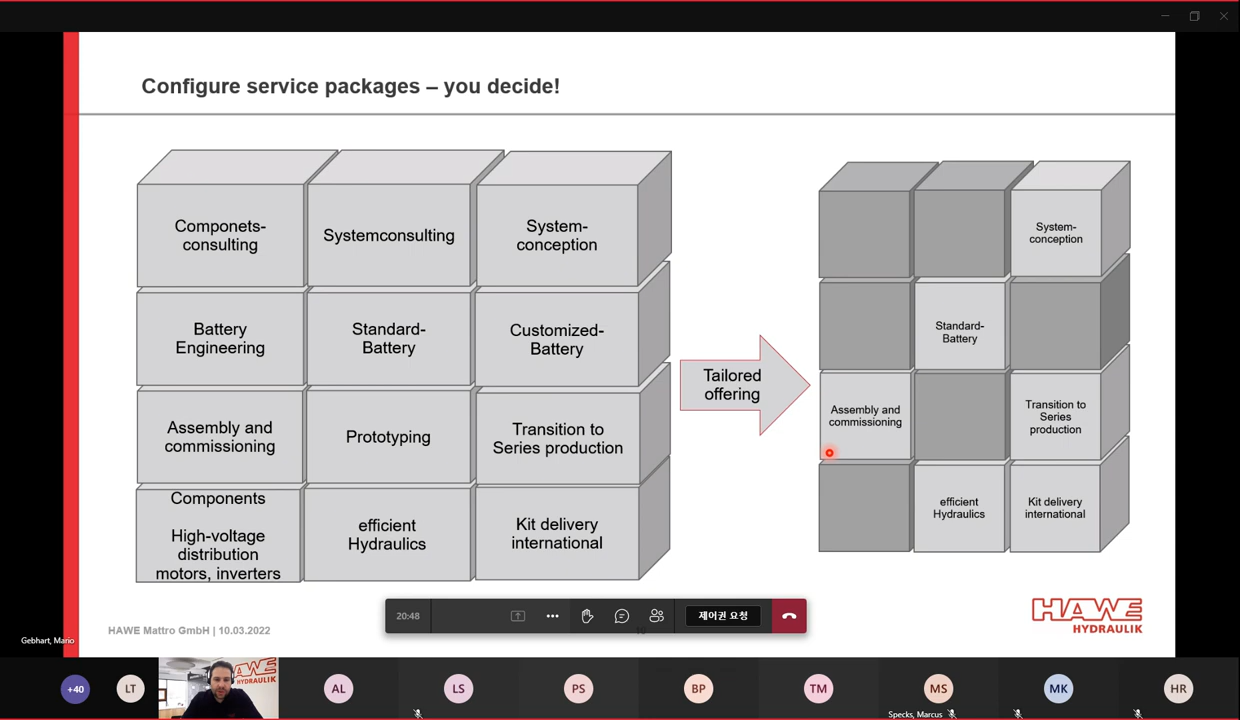 Configure service packages – you decide!
Componets-
consulting
Systemconsulting
System-
conception
Battery
Engineering
Standard-
Battery
Customized-
Battery
Assembly and
commissioning
Prototyping
Transition to
Series production
Components
High-voltage
distribution
motors, inverters
efficient
Hydraulics
Kit delivery
international
Tailored
offering
System-
conception
Standard-
Battery
Assembly and
commissioning
Transition to
Series
production
efficient
Hydraulics
Kit delivery
international
20:48
제어권 요청
HAWE
HYDRAULIK
HAWE Mattro GmbH | 10.03.2022
Gebhart, Mario
+40
LT
HAWE
HYDRAULIK
AL
LS
PS
BP
TM
MS
Specks, Marcus
MK
HR